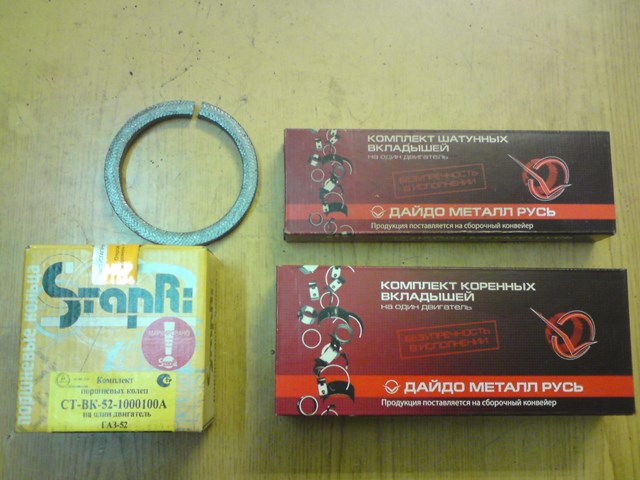 КОМПЛЕКТ ШАТУННЫХ
ВКЛАДЫШЕЙ
на один двигатель
БЕЗУПРЕЧНОСТЬ
В ИСПОЛНЕНИИ
ДАЙДО МЕТАЛЛ РУСЬ
Продукция поставляется на сборочный конвейер
КОМПЛЕКТ КОРЕННЫХ
ВКЛАДЫШЕЙ
на один двигатель
БЕЗУПРЕЧНОСТЬ
В ИСПОЛНЕНИИ
ДАЙДО МЕТАЛЛ РУСЬ
Продукция поставляется на сборочный конвейер
поршневые кольца
StapRi
Комплект
поршневых колец
СТ-ВК-52-1000100А
на один двигатель
ГАЗ-52